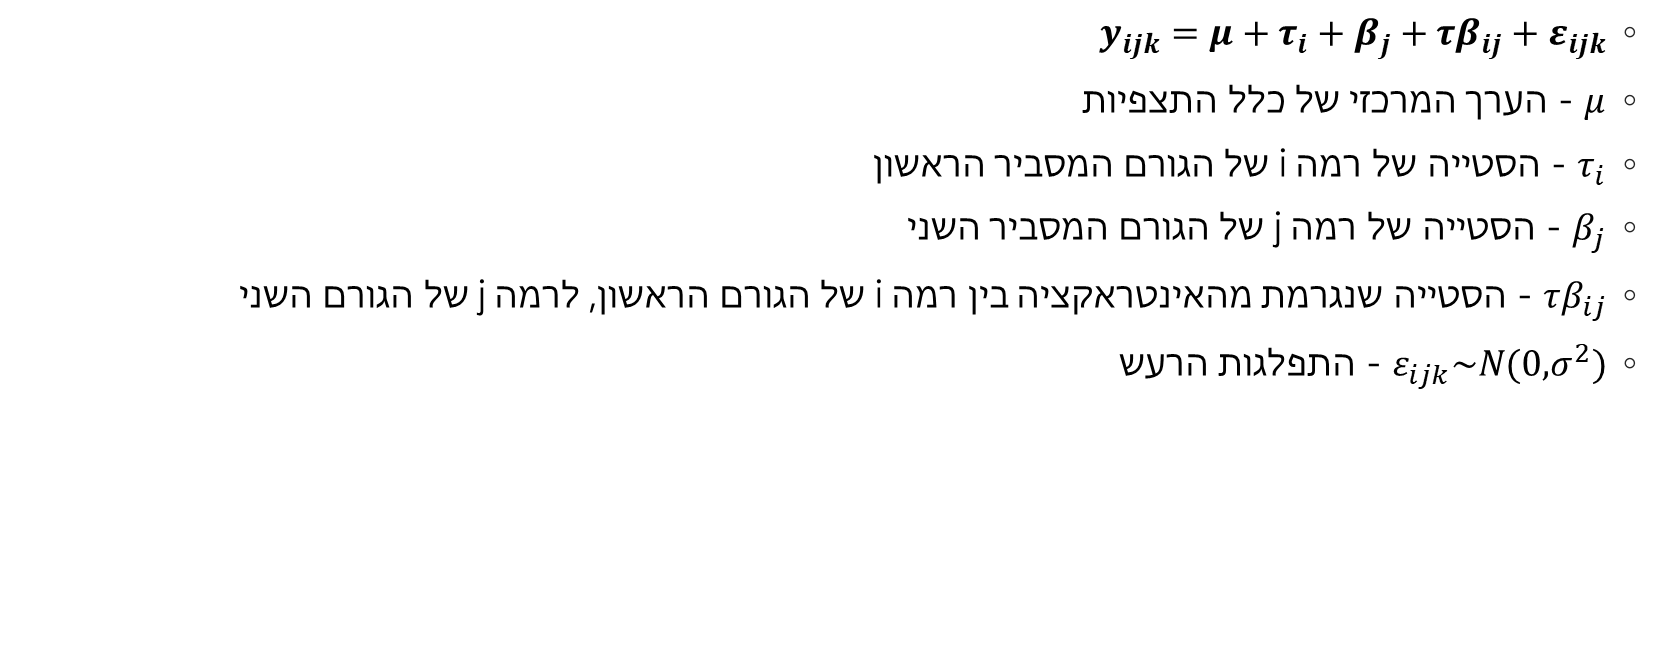 ◦ y_ijk = μ + τ_i + β_j + τβ_ij + ε_ijk
◦ μ - הערך המרכזי של כלל התצפיות
◦ τ_i - הסטייה של רמה i של הגורם המסביר הראשון
◦ β_j - הסטייה של רמה j של הגורם המסביר השני
◦ τβ_ij - הסטייה שנגרמת מהאינטראקציה בין רמה i של הגורם הראשון, לרמה j של הגורם השני
◦ ε_ijk~N(0,σ²) - התפלגות הרעש